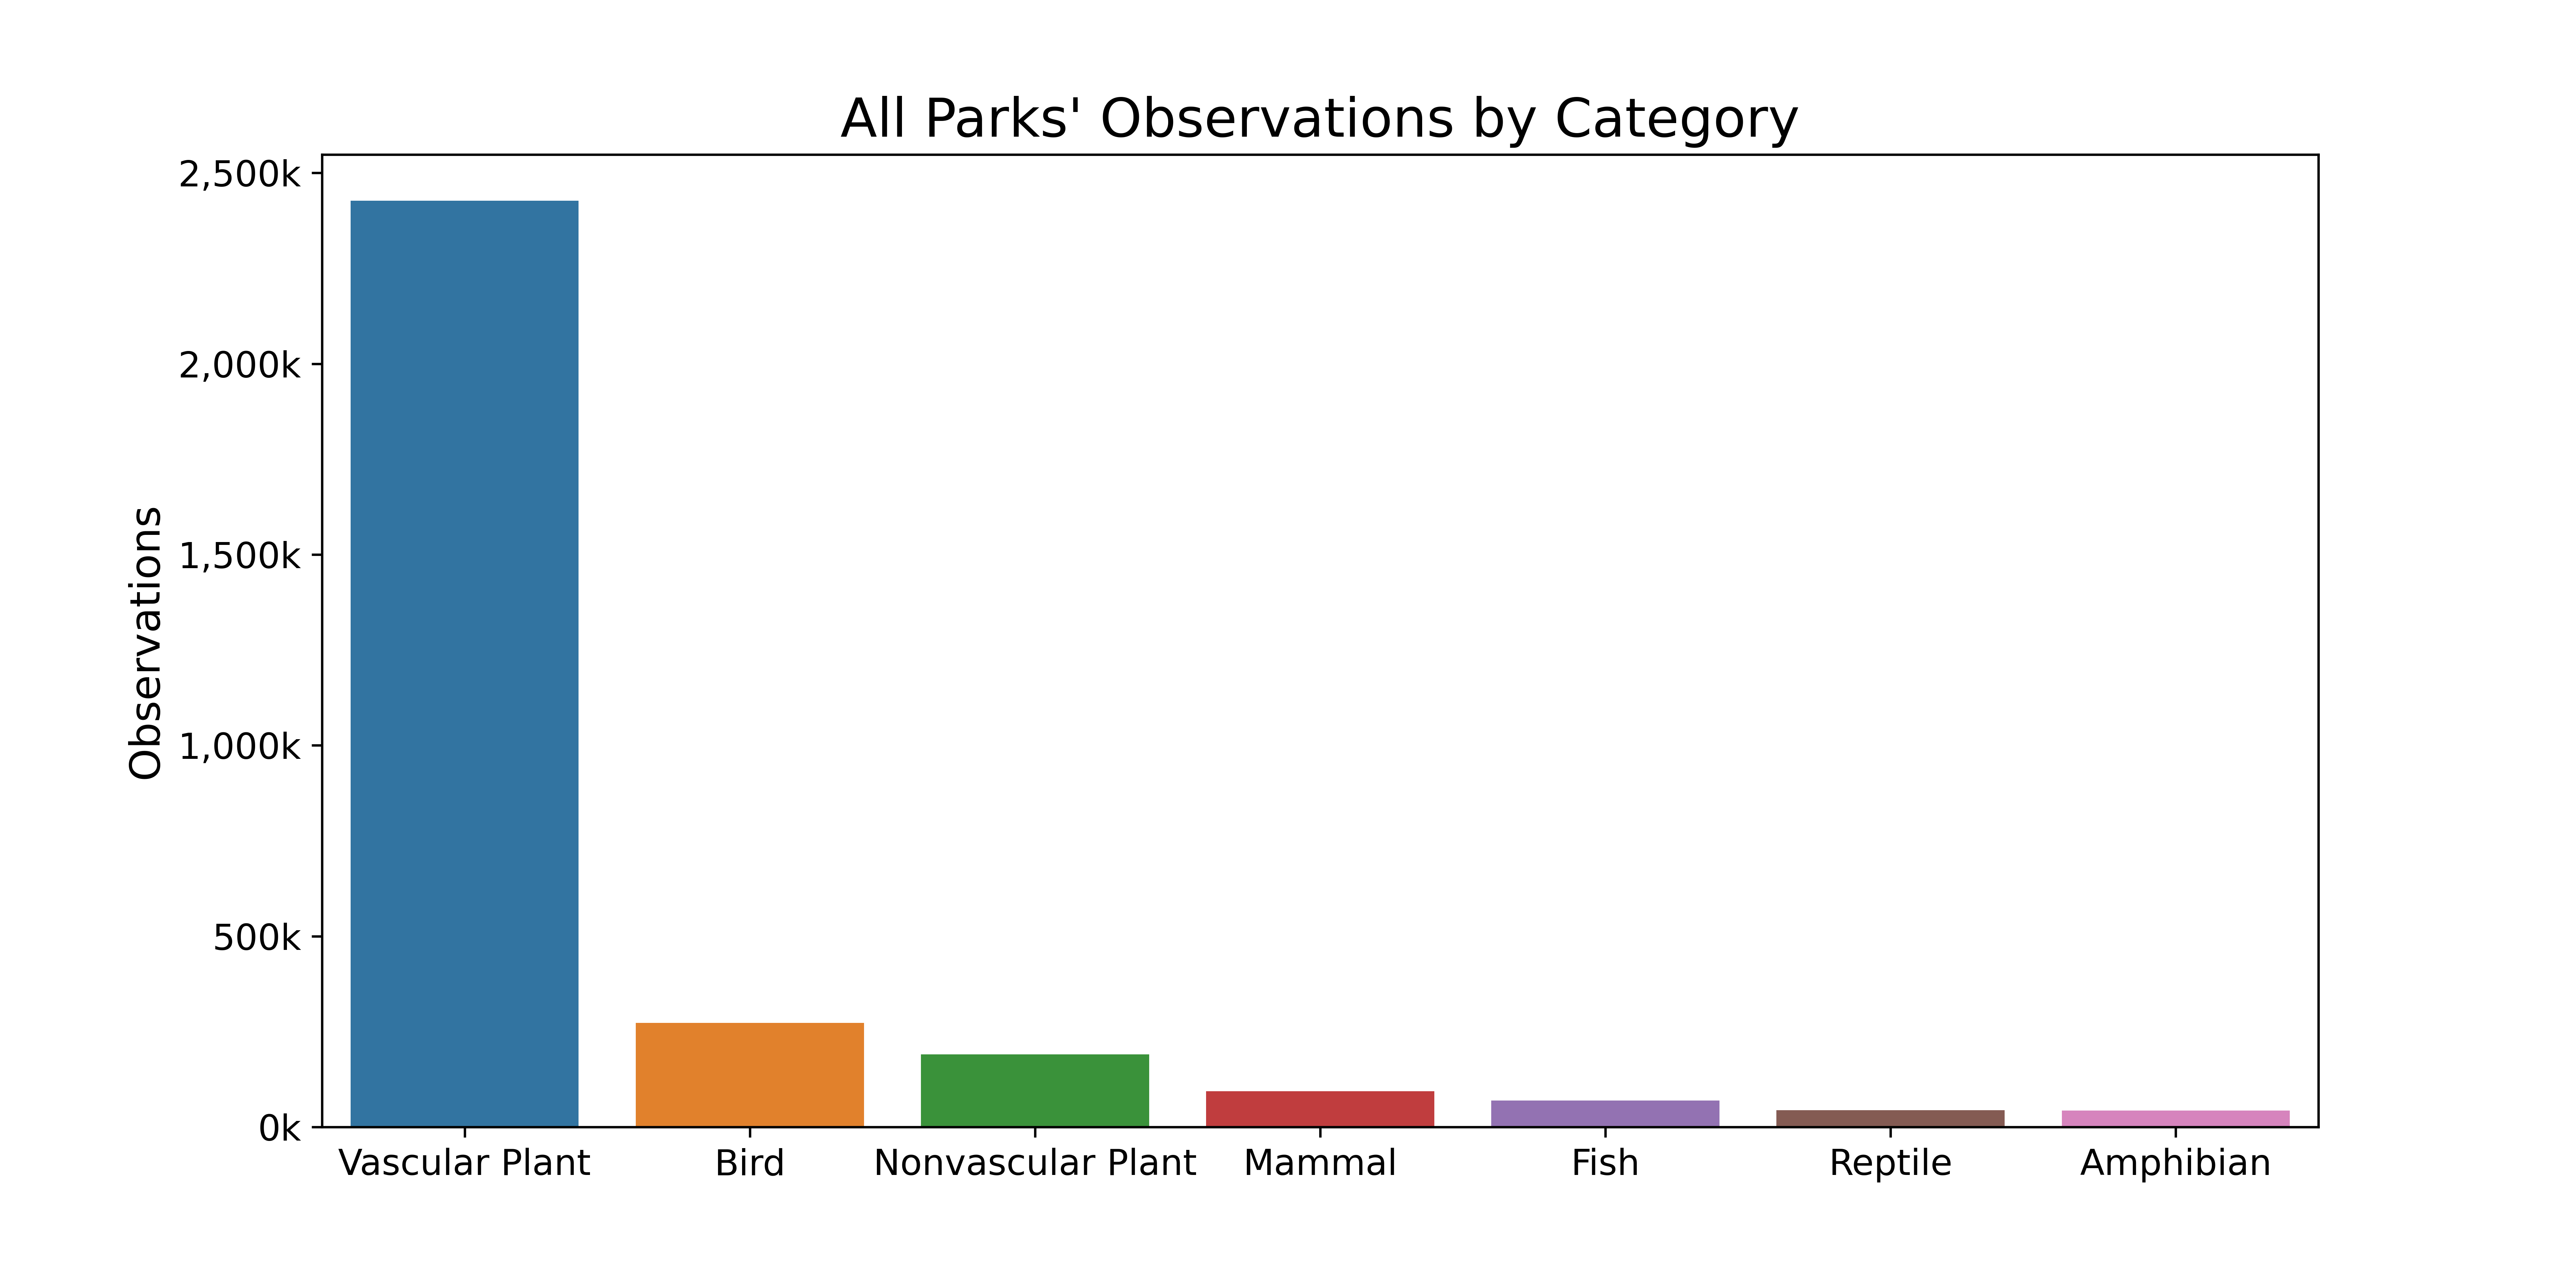 All Parks' Observations by Category
Observations
2,500k
2,000k
1,500k
1,000k
500k
0k
Vascular Plant Bird Nonvascular Plant Mammal Fish Reptile Amphibian